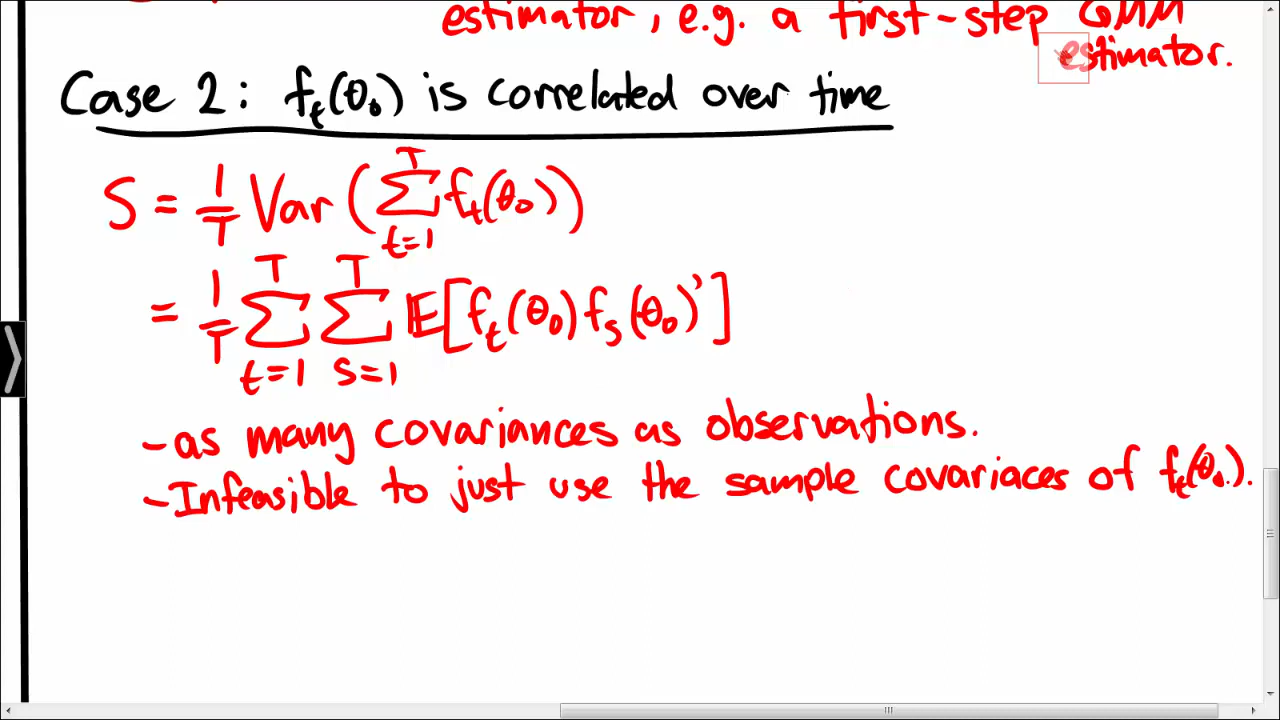 estimator, e.g. a first-step GMM
estimator.
Case 2: f_t(θ_0) is correlated over time
S = 1/T Var(∑_{t=1}^{T} f_t(θ_0))
= 1/T ∑_{t=1}^{T} ∑_{s=1}^{T} 𝔼[f_t(θ_0) f_s(θ_0)']
-as many covariances as observations.
-Infeasible to just use the sample covariaces of f_t(θ_0).